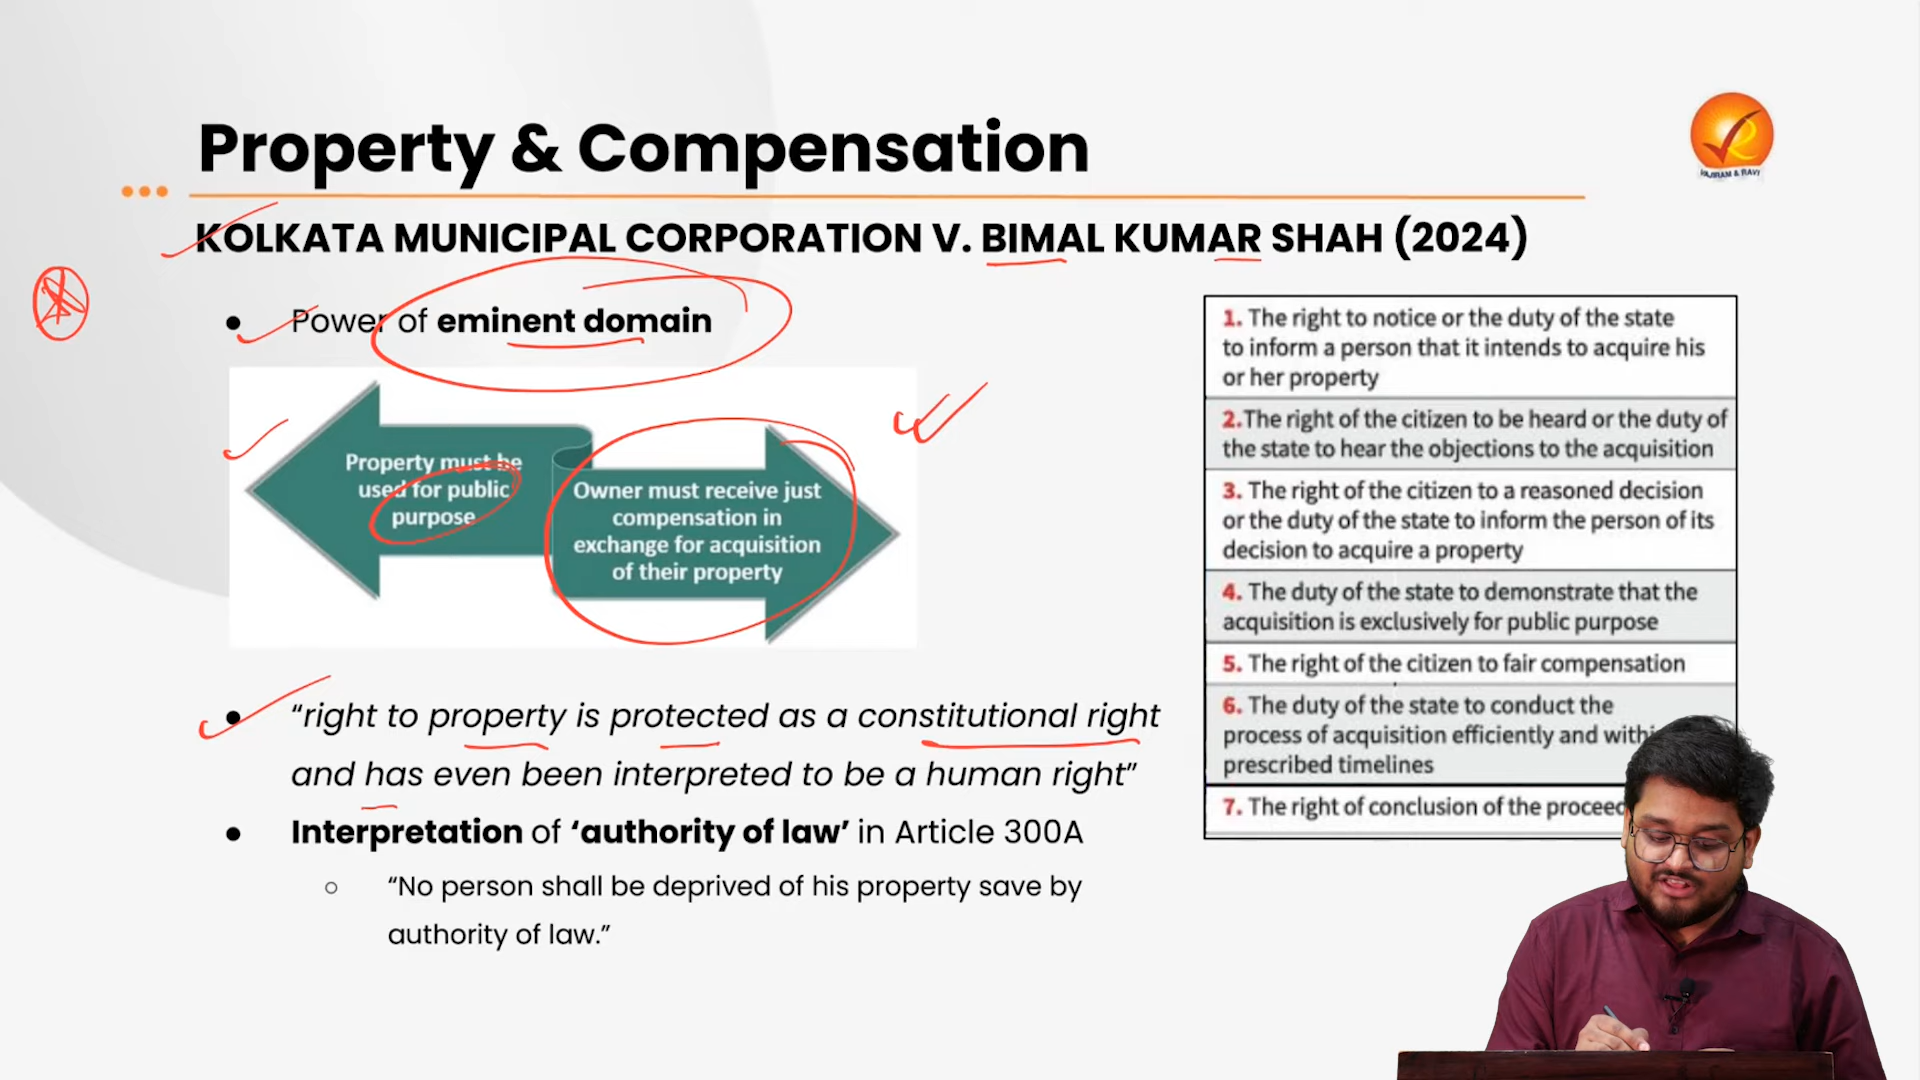 Property & Compensation
VAJIRAM & RAVI
KOLKATA MUNICIPAL CORPORATION V. BIMAL KUMAR SHAH (2024)
● Power of eminent domain
Property must be
used for public
purpose
Owner must receive just
compensation in
exchange for acquisition
of their property
● “right to property is protected as a constitutional right
and has even been interpreted to be a human right”
● Interpretation of ‘authority of law’ in Article 300A
○ “No person shall be deprived of his property save by
authority of law.”
1. The right to notice or the duty of the state
to inform a person that it intends to acquire his
or her property
2.The right of the citizen to be heard or the duty of
the state to hear the objections to the acquisition
3. The right of the citizen to a reasoned decision
or the duty of the state to inform the person of its
decision to acquire a property
4. The duty of the state to demonstrate that the
acquisition is exclusively for public purpose
5. The right of the citizen to fair compensation
6. The duty of the state to conduct the
process of acquisition efficiently and
prescribed timelines
7. The right of conclusion of the